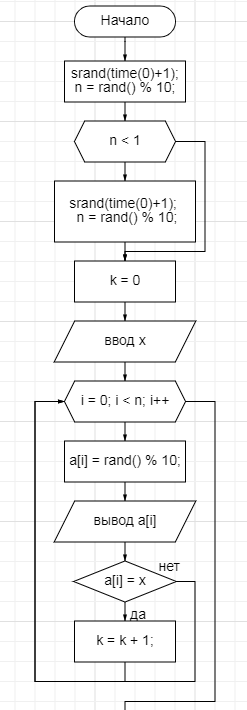 Начало
srand(time(0)+1);
n = rand() % 10;
n < 1
srand(time(0)+1);
n = rand() % 10;
k = 0
ввод x
i = 0; i < n; i++
a[i] = rand() % 10;
вывод a[i]
нет
a[i] = x
да
k = k + 1;